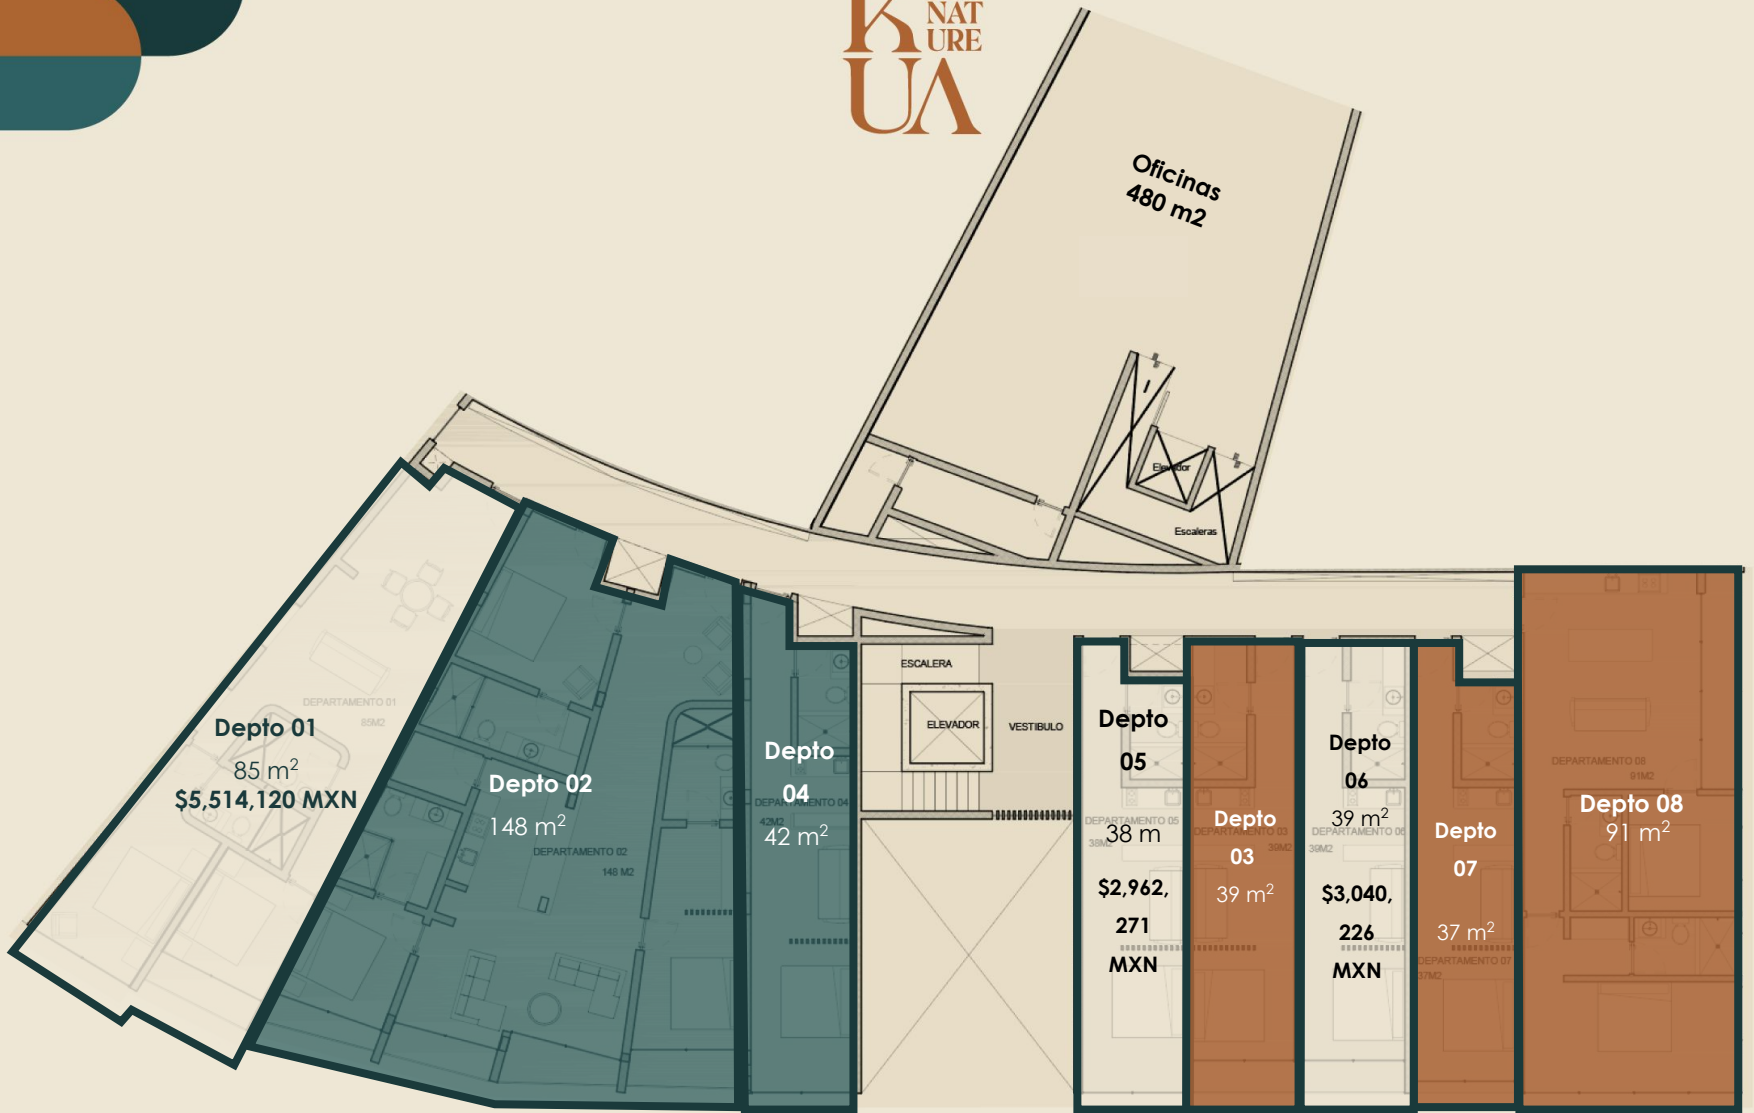 K NAT
URE
UA
Oficinas
480 m2
Elevador
Escaleras
ESCALERA
ELEVADOR
VESTIBULO
DEPARTAMENTO 01
85M2
Depto 01
85 m²
$5,514,120 MXN
Depto 02
148 m²
DEPARTAMENTO 02
148 M2
Depto
04
DEPARTAMENTO 04
42M2
42 m²
Depto
05
DEPARTAMENTO 05
38M2
38 m
$2,962,
271
MXN
Depto
03
DEPARTAMENTO 03
39M2
39 m²
Depto
06
39 m²
DEPARTAMENTO 06
39M2
$3,040,
226
MXN
Depto
07
37 m²
DEPARTAMENTO 07
37M2
DEPARTAMENTO 08
91M2
Depto 08
91 m²